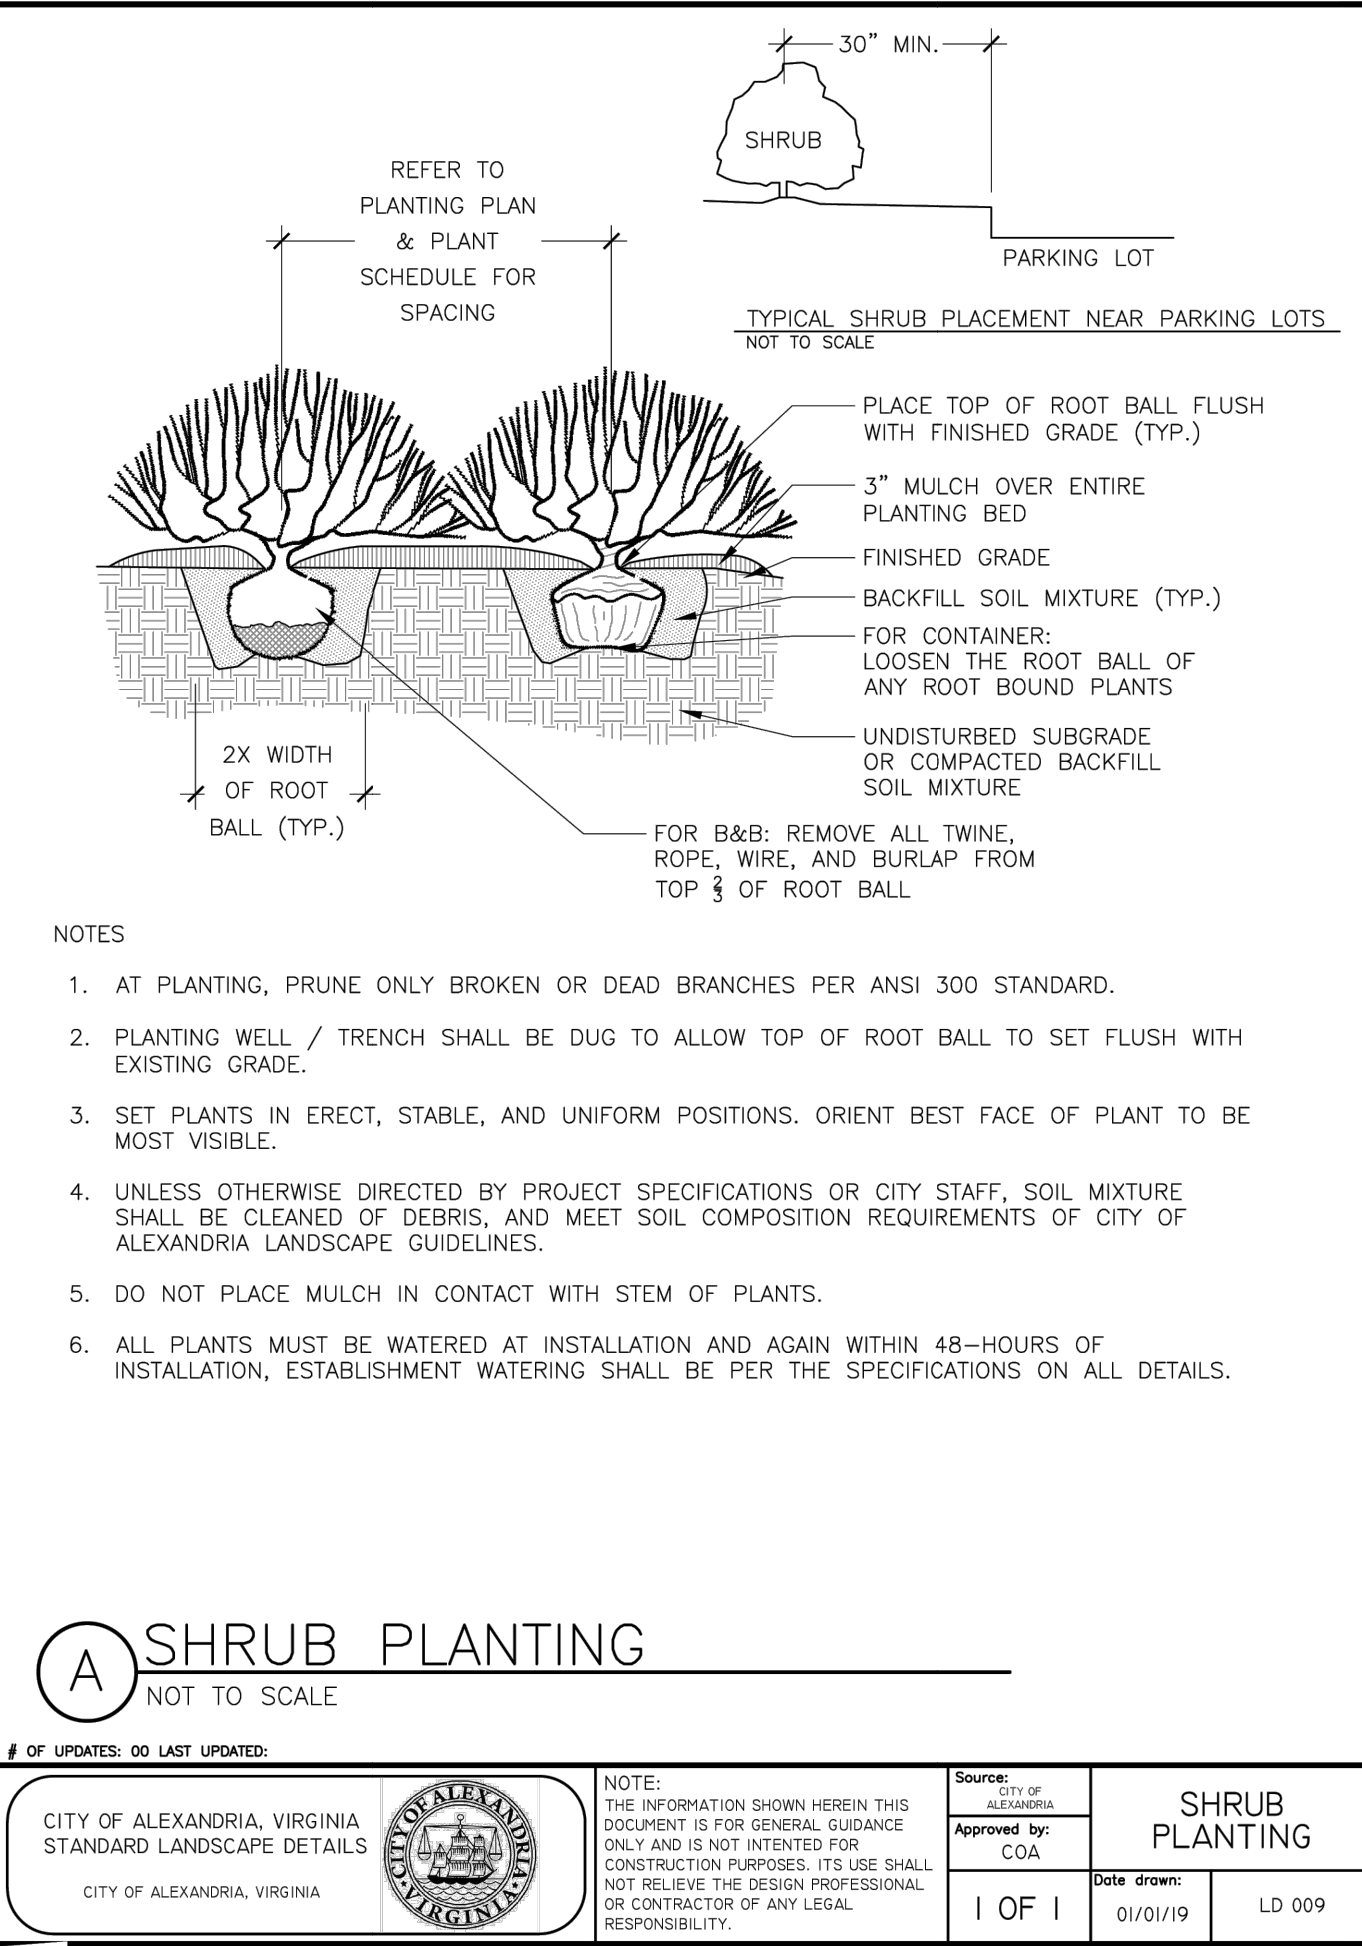 30” MIN.
SHRUB
PARKING LOT
TYPICAL SHRUB PLACEMENT NEAR PARKING LOTS
NOT TO SCALE
REFER TO
PLANTING PLAN
& PLANT
SCHEDULE FOR
SPACING
PLACE TOP OF ROOT BALL FLUSH
WITH FINISHED GRADE (TYP.)
3” MULCH OVER ENTIRE
PLANTING BED
FINISHED GRADE
BACKFILL SOIL MIXTURE (TYP.)
FOR CONTAINER:
LOOSEN THE ROOT BALL OF
ANY ROOT BOUND PLANTS
UNDISTURBED SUBGRADE
OR COMPACTED BACKFILL
SOIL MIXTURE
2X WIDTH
OF ROOT
BALL (TYP.)
FOR B&B: REMOVE ALL TWINE,
ROPE, WIRE, AND BURLAP FROM
TOP 2/3 OF ROOT BALL
NOTES
1. AT PLANTING, PRUNE ONLY BROKEN OR DEAD BRANCHES PER ANSI 300 STANDARD.
2. PLANTING WELL / TRENCH SHALL BE DUG TO ALLOW TOP OF ROOT BALL TO SET FLUSH WITH
EXISTING GRADE.
3. SET PLANTS IN ERECT, STABLE, AND UNIFORM POSITIONS. ORIENT BEST FACE OF PLANT TO BE
MOST VISIBLE.
4. UNLESS OTHERWISE DIRECTED BY PROJECT SPECIFICATIONS OR CITY STAFF, SOIL MIXTURE
SHALL BE CLEANED OF DEBRIS, AND MEET SOIL COMPOSITION REQUIREMENTS OF CITY OF
ALEXANDRIA LANDSCAPE GUIDELINES.
5. DO NOT PLACE MULCH IN CONTACT WITH STEM OF PLANTS.
6. ALL PLANTS MUST BE WATERED AT INSTALLATION AND AGAIN WITHIN 48-HOURS OF
INSTALLATION, ESTABLISHMENT WATERING SHALL BE PER THE SPECIFICATIONS ON ALL DETAILS.
A
SHRUB PLANTING
NOT TO SCALE
# OF UPDATES: 00 LAST UPDATED:
CITY OF ALEXANDRIA, VIRGINIA
STANDARD LANDSCAPE DETAILS
CITY OF ALEXANDRIA, VIRGINIA
CITY OF ALEXANDRIA
VIRGINIA
NOTE:
THE INFORMATION SHOWN HEREIN THIS
DOCUMENT IS FOR GENERAL GUIDANCE
ONLY AND IS NOT INTENTED FOR
CONSTRUCTION PURPOSES. ITS USE SHALL
NOT RELIEVE THE DESIGN PROFESSIONAL
OR CONTRACTOR OF ANY LEGAL
RESPONSIBILITY.
Source:
CITY OF
ALEXANDRIA
Approved by:
COA
1 OF 1
SHRUB
PLANTING
Date drawn:
01/01/19
LD 009